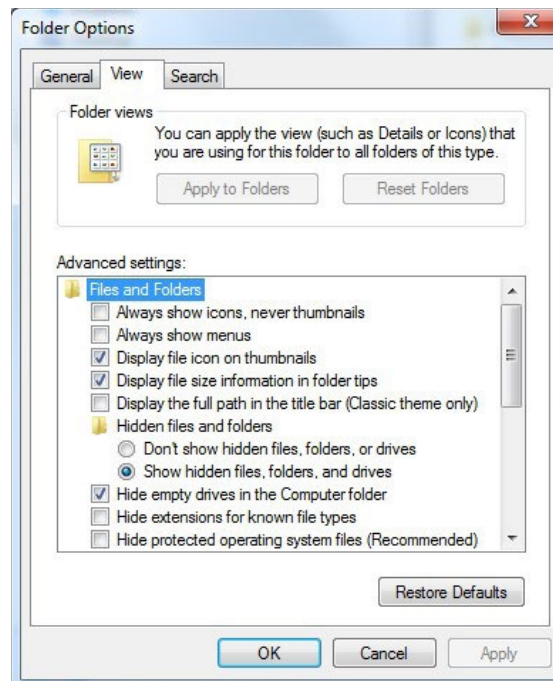 Folder Options
General
View
Search
Folder views
You can apply the view (such as Details or Icons) that
you are using for this folder to all folders of this type.
Apply to Folders
Reset Folders
Advanced settings:
Files and Folders
Always show icons, never thumbnails
Always show menus
Display file icon on thumbnails
Display file size information in folder tips
Display the full path in the title bar (Classic theme only)
Hidden files and folders
Don't show hidden files, folders, or drives
Show hidden files, folders, and drives
Hide empty drives in the Computer folder
Hide extensions for known file types
Hide protected operating system files (Recommended)
Restore Defaults
OK
Cancel
Apply